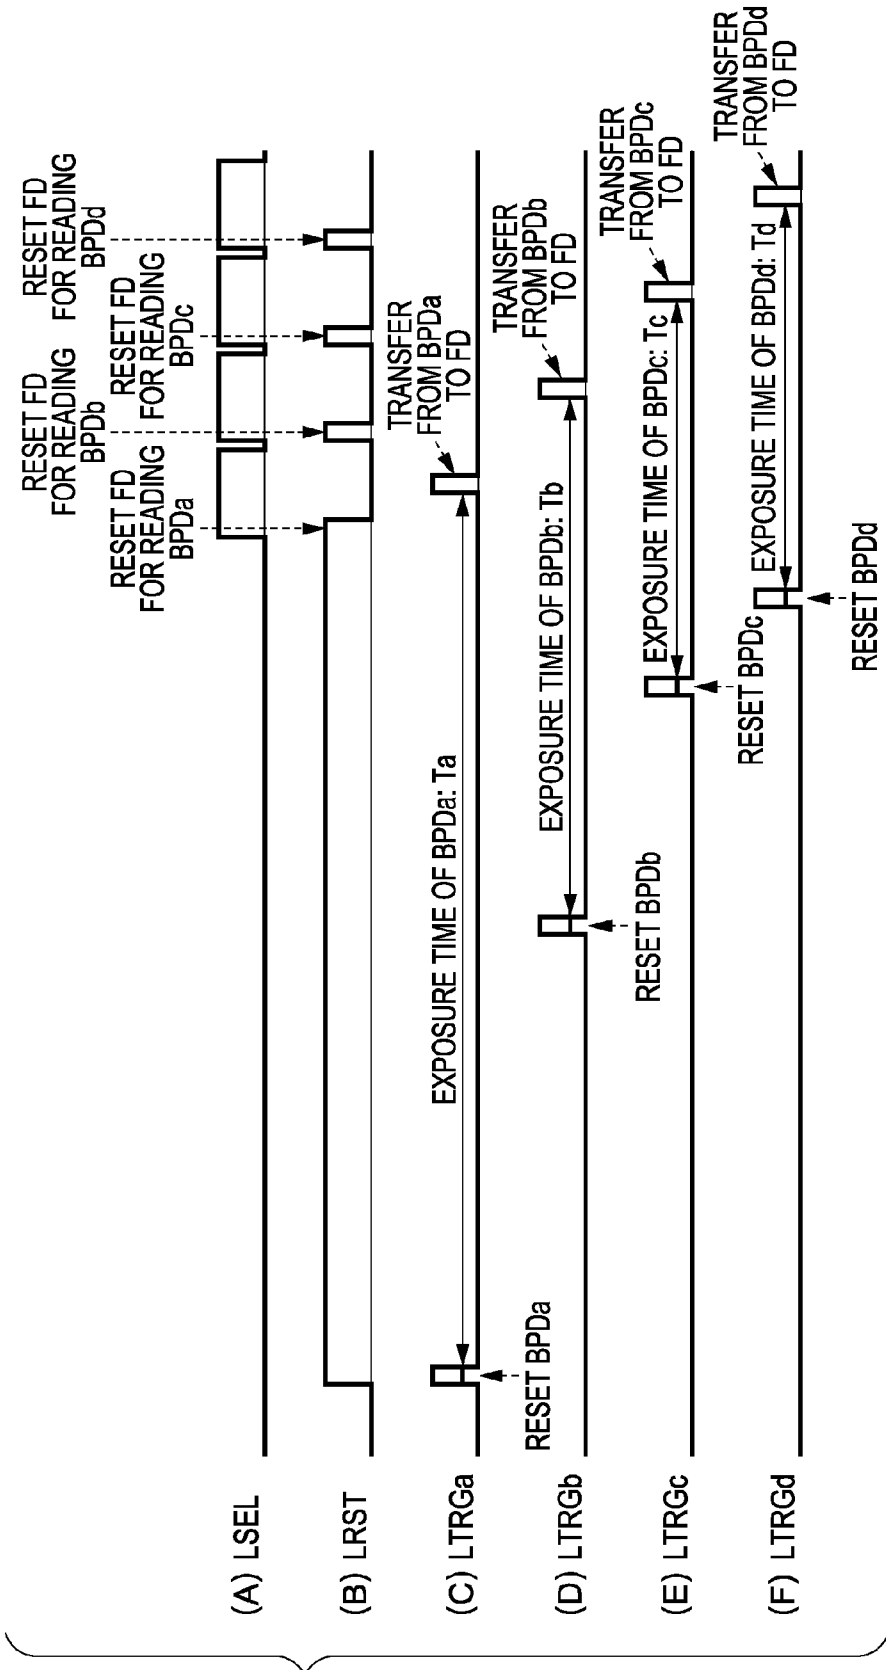 RESET FD
FOR READING
BPDb
RESET FD
FOR READING
BPDd
RESET FD
FOR READING
BPDa
RESET FD
FOR READING
BPDc
(A) LSEL
(B) LRST
TRANSFER
FROM BPDa
TO FD
EXPOSURE TIME OF BPDa: Ta
(C) LTRGa
RESET BPDa
TRANSFER
FROM BPDb
TO FD
EXPOSURE TIME OF BPDb: Tb
(D) LTRGb
RESET BPDb
TRANSFER
FROM BPDc
TO FD
EXPOSURE TIME OF BPDc: Tc
(E) LTRGc
RESET BPDc
TRANSFER
FROM BPDd
TO FD
EXPOSURE TIME OF BPDd: Td
(F) LTRGd
RESET BPDd